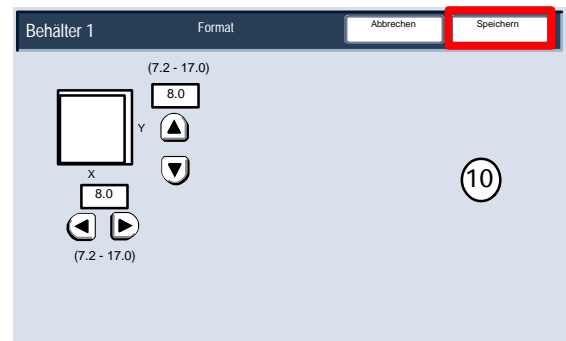 Behälter 1
Format
Abbrechen
Speichern
(7.2 - 17.0)
8.0
Y
X
8.0
(7.2 - 17.0)
10